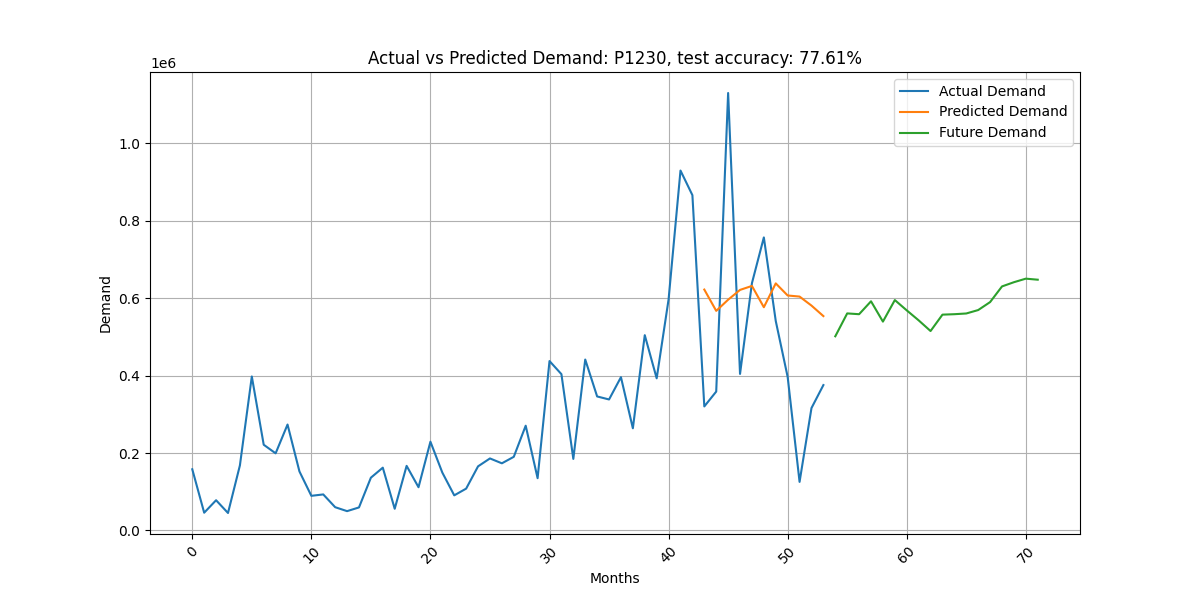 Actual vs Predicted Demand: P1230, test accuracy: 77.61%
1e6
Actual Demand
Predicted Demand
Future Demand
1.0
0.8
0.6
0.4
0.2
0.0
Demand
0 10 20 30 40 50 60 70
Months